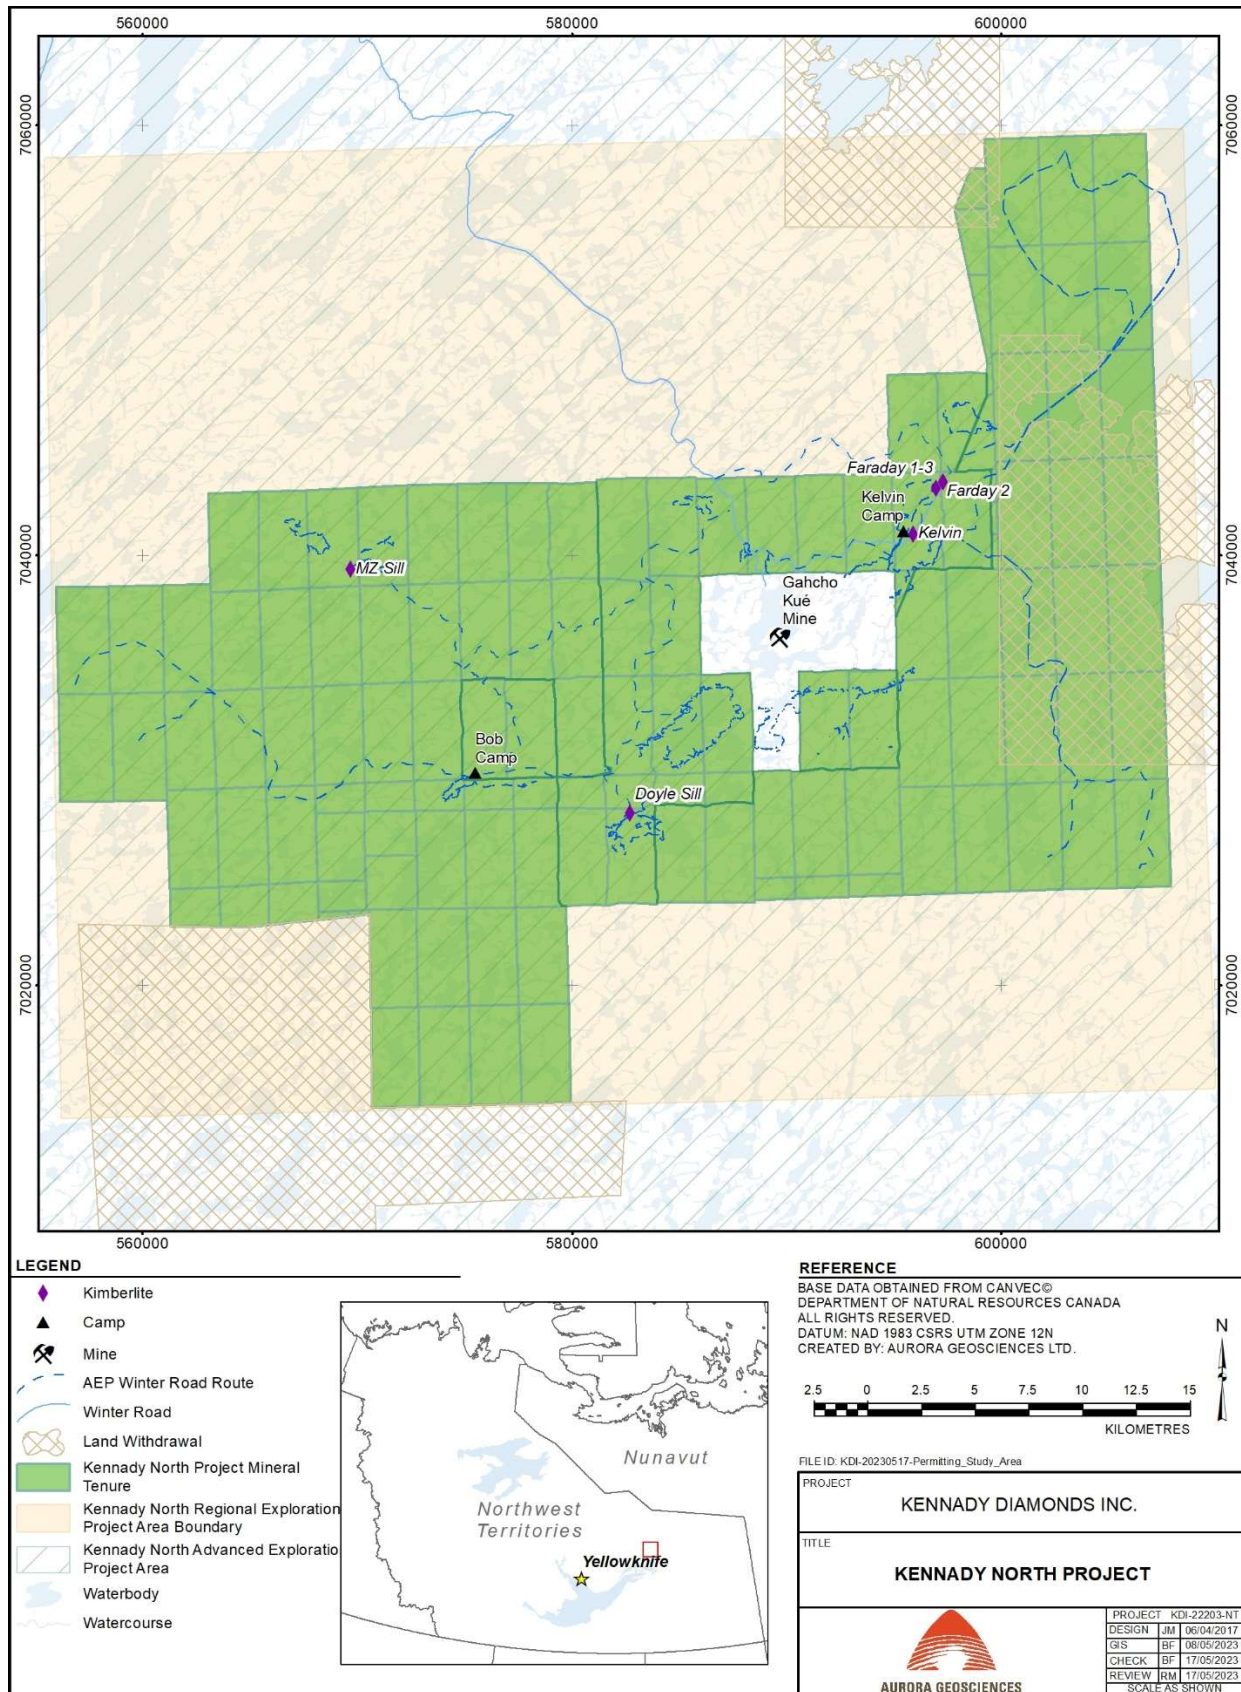 560000
580000
600000
7060000
7060000
Faraday 1-3
Farday 2
Kelvin
Camp
Kelvin
7040000
7040000
MZ Sill
Gahcho
Kué
Mine
Bob
Camp
Doyle Sill
7020000
7020000
560000
580000
600000
LEGEND
Kimberlite
Camp
Mine
AEP Winter Road Route
Winter Road
Land Withdrawal
Kennady North Project Mineral
Tenure
Kennady North Regional Exploration
Project Area Boundary
Kennady North Advanced Exploratio
Project Area
Waterbody
Watercourse
Nunavut
Northwest
Territories
Yellowknife
REFERENCE
BASE DATA OBTAINED FROM CANVEC©
DEPARTMENT OF NATURAL RESOURCES CANADA
ALL RIGHTS RESERVED.
DATUM: NAD 1983 CSRS UTM ZONE 12N
CREATED BY: AURORA GEOSCIENCES LTD.
N
2.5 0 2.5 5 7.5 10 12.5 15
KILOMETRES
FILE ID: KDI-20230517-Permitting_Study_Area
PROJECT
KENNADY DIAMONDS INC.
TITLE
KENNADY NORTH PROJECT
AURORA GEOSCIENCES
PROJECT KDI-22203-NT
DESIGN JM 06/04/2017
GIS BF 08/05/2023
CHECK BF 17/05/2023
REVIEW RM 17/05/2023
SCALE AS SHOWN